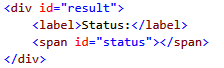 <div id="result">
<label>Status:</label>
<span id="status"></span>
</div>